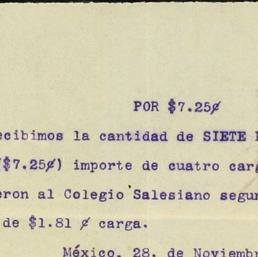 POR $7.25¢
ecibimos la cantidad de SIETE
($7.25¢) importe de cuatro carg
eron al Colegio Salesiano segu
de $1.81 ¢ carga.
México, 28, de Noviembr